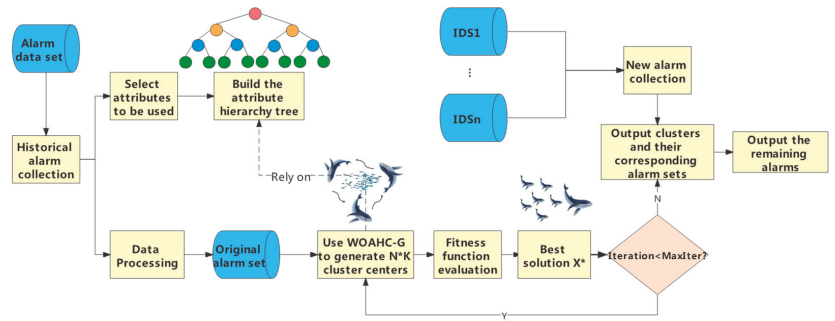 Alarm
data set
Historical
alarm
collection
Select
attributes
to be used
Build the
attribute
hierarchy tree
Rely on
Data
Processing
Original
alarm set
Use WOAHC-G
to generate N*K
cluster centers
Fitness
function
evaluation
Best
solution X*
Iteration<MaxIter?
Y
N
IDS1
...
IDSn
New alarm
collection
Output clusters
and their
corresponding
alarm sets
Output the
remaining
alarms